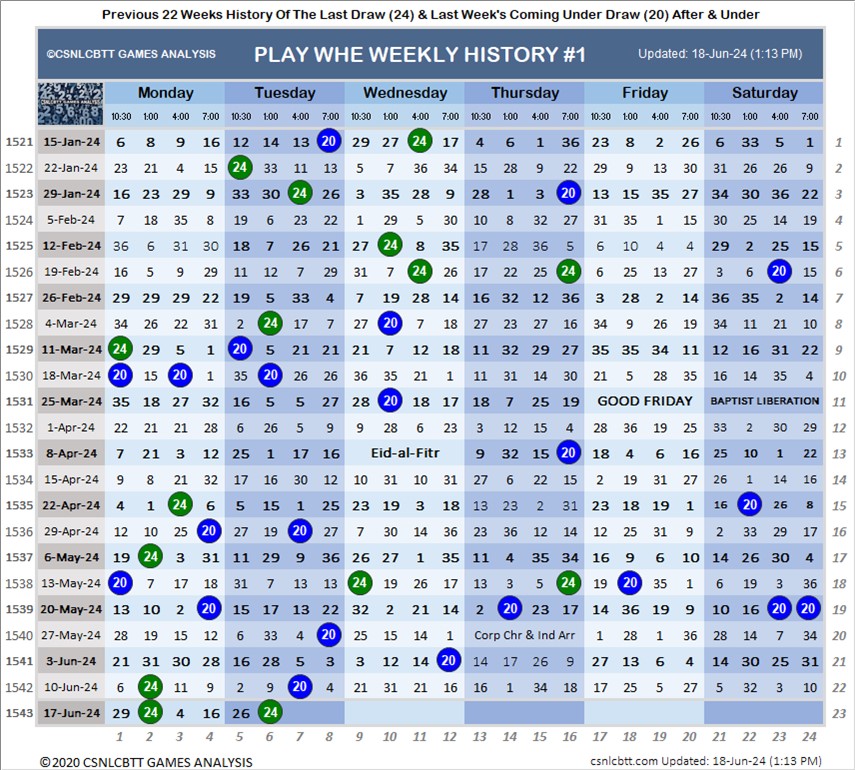 Previous 22 Weeks History Of The Last Draw (24) & Last Week's Coming Under Draw (20) After & Under
©CSNLCBTT GAMES ANALYSIS PLAY WHE WEEKLY HISTORY #1 Updated: 18-Jun-24 (1:13 PM)
Monday Tuesday Wednesday Thursday Friday Saturday
10:30 1:00 4:00 7:00 10:30 1:00 4:00 7:00 10:30 1:00 4:00 7:00 10:30 1:00 4:00 7:00 10:30 1:00 4:00 7:00 10:30 1:00 4:00 7:00
1521 15-Jan-24 6 8 9 16 12 14 13 20 29 27 24 17 4 6 1 36 23 8 2 26 6 33 5 1 1
1522 22-Jan-24 23 21 4 15 24 33 11 13 5 7 36 34 15 28 9 22 29 9 13 30 31 26 26 9 2
1523 29-Jan-24 16 23 29 9 33 30 24 26 3 35 28 9 28 1 3 20 13 15 35 27 34 30 36 22 3
1524 5-Feb-24 7 18 35 8 19 6 23 22 1 29 5 30 10 8 32 27 31 35 1 15 30 25 14 19 4
1525 12-Feb-24 36 6 31 30 18 7 26 21 27 24 8 35 17 28 36 5 6 10 4 4 29 2 25 15 5
1526 19-Feb-24 16 5 9 29 11 12 7 29 31 7 24 26 17 22 25 24 6 25 13 27 3 6 20 15 6
1527 26-Feb-24 29 29 29 22 19 5 33 4 7 19 28 14 16 32 12 36 3 28 2 14 36 35 2 14 7
1528 4-Mar-24 34 26 22 31 2 24 17 7 27 20 7 18 27 23 27 16 34 9 26 19 34 11 21 10 8
1529 11-Mar-24 24 29 5 1 20 5 21 21 21 7 12 18 11 32 29 27 35 35 34 11 12 16 31 22 9
1530 18-Mar-24 20 15 20 1 35 20 26 26 36 35 21 1 11 31 14 30 21 15 28 35 16 14 35 4 10
1531 25-Mar-24 35 18 27 32 16 5 5 27 28 20 18 17 18 7 25 19 GOOD FRIDAY BAPTIST LIBERATION 11
1532 1-Apr-24 22 21 21 28 6 26 5 9 9 28 6 23 3 12 15 4 28 36 19 25 33 2 30 29 12
1533 8-Apr-24 7 21 3 12 25 1 17 16 Eid-al-Fitr 9 32 15 20 18 4 6 16 25 10 1 22 13
1534 15-Apr-24 9 8 21 32 17 16 30 12 10 31 10 31 27 6 22 15 2 19 31 27 26 1 14 16 14
1535 22-Apr-24 4 1 24 6 5 15 1 25 23 19 3 18 13 23 2 31 23 18 19 1 16 20 26 8 15
1536 29-Apr-24 12 10 25 20 27 19 20 27 7 30 14 36 23 36 12 14 12 29 1 16 2 33 29 17 16
1537 6-May-24 19 24 3 31 11 29 9 36 26 27 1 35 11 4 35 34 16 9 6 10 14 26 30 4 17
1538 13-May-24 20 7 17 18 31 7 13 13 24 19 26 17 13 3 5 24 19 20 18 5 6 19 3 36 18
1539 20-May-24 13 10 2 20 15 17 13 22 32 2 21 14 2 20 23 17 14 36 19 9 10 16 20 20 19
1540 27-May-24 28 19 15 12 6 33 4 20 25 15 14 1 Corp Chr & Ind Arr 1 28 1 36 28 14 7 34 20
1541 3-Jun-24 21 31 30 28 16 28 5 3 3 12 14 20 14 17 26 9 27 13 6 4 14 30 25 31 21
1542 10-Jun-24 6 24 11 9 2 9 20 4 21 31 21 16 16 1 34 18 17 25 5 27 5 32 3 10 22
1543 17-Jun-24 29 24 4 16 26 24 23
1 2 3 4 5 6 7 8 9 10 11 12 13 14 15 16 17 18 19 20 21 22 23 24
©2020 CSNLCBTT GAMES ANALYSIS csnlcbtt.com Updated: 18-Jun-24 (1:13 PM)